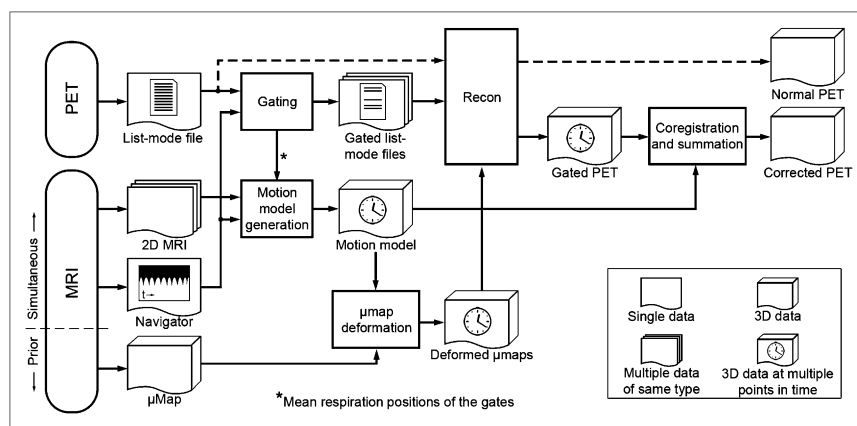 PET
List-mode file
Gating
Gated list-
mode files
Recon
Normal PET
Gated PET
Coregistration
and summation
Corrected PET
*
Simultaneous
Prior
MRI
2D MRI
Motion
model
generation
Motion model
t
Navigator
µMap
µmap
deformation
Deformed µmaps
*Mean respiration positions of the gates
Single data
3D data
Multiple data
of same type
3D data at multiple
points in time